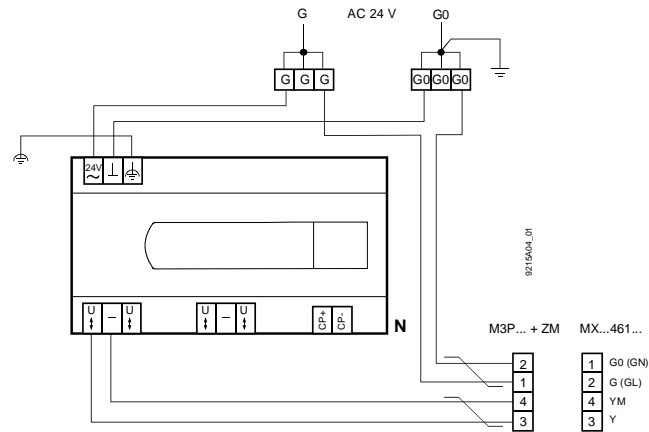 G AC 24 V G0
G G G G0 G0 G0
24V ~ ⊥
U – U U – U CP+ CP-
N
9215A04_01
M3P... + ZM MX...461...
2 1 G0 (GN)
1 2 G (GL)
4 4 YM
3 3 Y